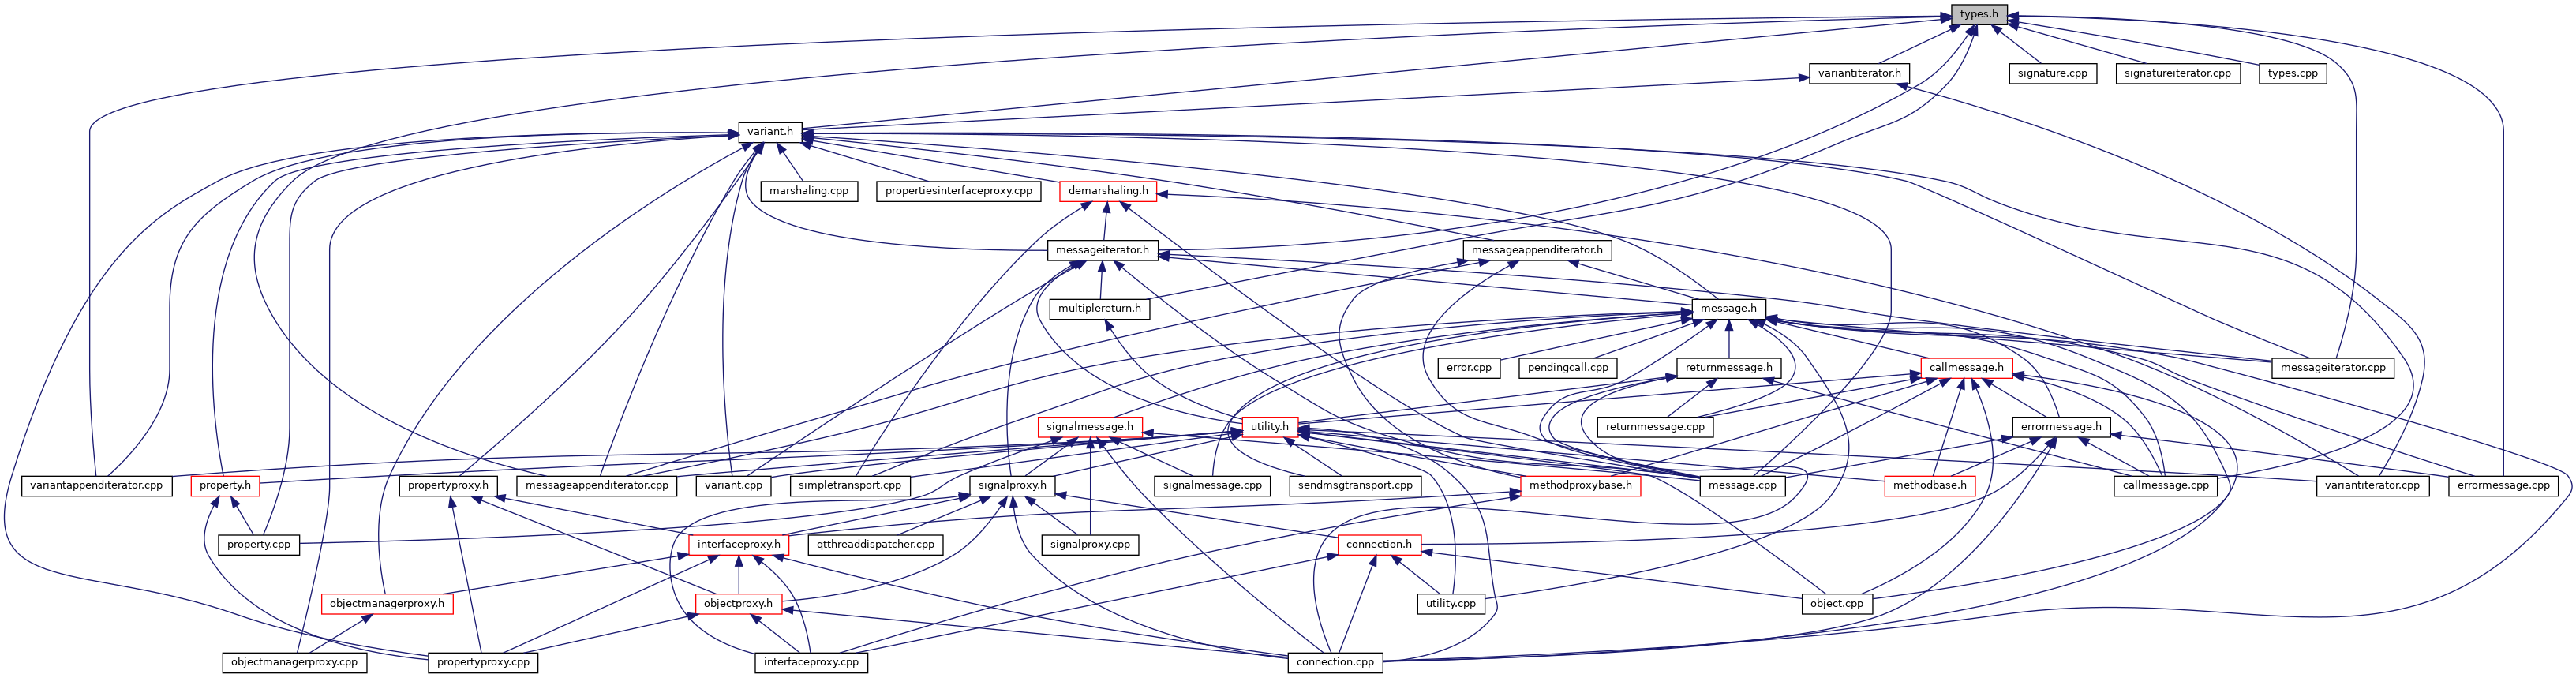 types.h
variantiterator.h
signature.cpp
signatureiterator.cpp
types.cpp
variant.h
marshaling.cpp
propertiesinterfaceproxy.cpp
demarshaling.h
messageiterator.h
messageappenditerator.h
multiplereturn.h
message.h
error.cpp
pendingcall.cpp
returnmessage.h
callmessage.h
messageiterator.cpp
signalmessage.h
utility.h
returnmessage.cpp
errormessage.h
variantappenditerator.cpp
property.h
propertyproxy.h
messageappenditerator.cpp
variant.cpp
simpletransport.cpp
signalproxy.h
signalmessage.cpp
sendmsgtransport.cpp
methodproxybase.h
message.cpp
methodbase.h
callmessage.cpp
variantiterator.cpp
errormessage.cpp
property.cpp
interfaceproxy.h
qtthreaddispatcher.cpp
signalproxy.cpp
connection.h
objectmanagerproxy.h
objectproxy.h
utility.cpp
object.cpp
objectmanagerproxy.cpp
propertyproxy.cpp
interfaceproxy.cpp
connection.cpp